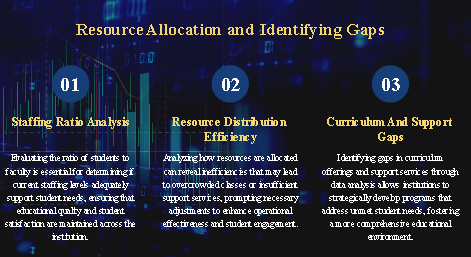 Resource Allocation and Identifying Gaps
01
Staffing Ratio Analysis
Evaluating the ratio of students to
faculty is essential for determining if
current staffing levels adequately
support student needs, ensuring that
educational quality and student
satisfaction are maintained across the
institution.
02
Resource Distribution
Efficiency
Analyzing how resources are allocated
can reveal inefficiencies that may lead
to overcrowded classes or insufficient
support services, prompting necessary
adjustments to enhance operational
effectiveness and student engagement.
03
Curriculum And Support
Gaps
Identifying gaps in curriculum
offerings and support services through
data analysis allows institutions to
strategically develop programs that
address unmet student needs, fostering
a more comprehensive educational
environment.